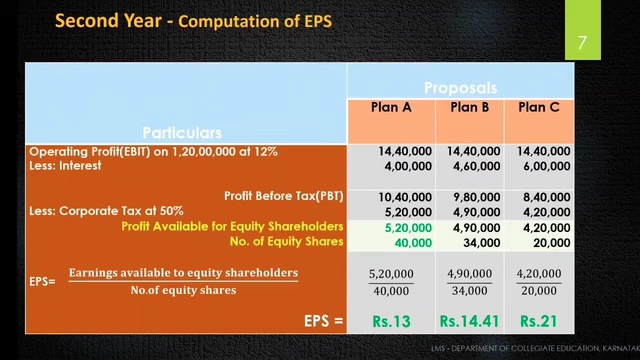 Second Year - Computation of EPS
7
Proposals
Particulars
Plan A Plan B Plan C
Operating Profit(EBIT) on 1,20,00,000 at 12% 14,40,000 14,40,000 14,40,000
Less: Interest 4,00,000 4,60,000 6,00,000
Profit Before Tax(PBT) 10,40,000 9,80,000 8,40,000
Less: Corporate Tax at 50% 5,20,000 4,90,000 4,20,000
Profit Available for Equity Shareholders 5,20,000 4,90,000 4,20,000
No. of Equity Shares 40,000 34,000 20,000
Earnings available to equity shareholders 5,20,000 4,90,000 4,20,000
EPS=
No.of equity shares 40,000 34,000 20,000
EPS = Rs.13 Rs.14.41 Rs.21
LMS - DEPARTMENT OF COLLEGIATE EDUCATION, KARNATAK